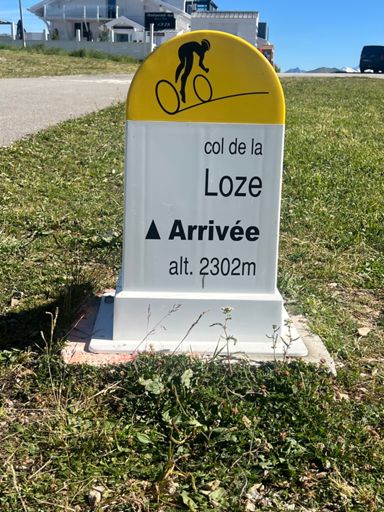 col de la
Loze
▲ Arrivée
alt. 2302m